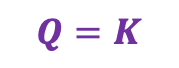 Q = K